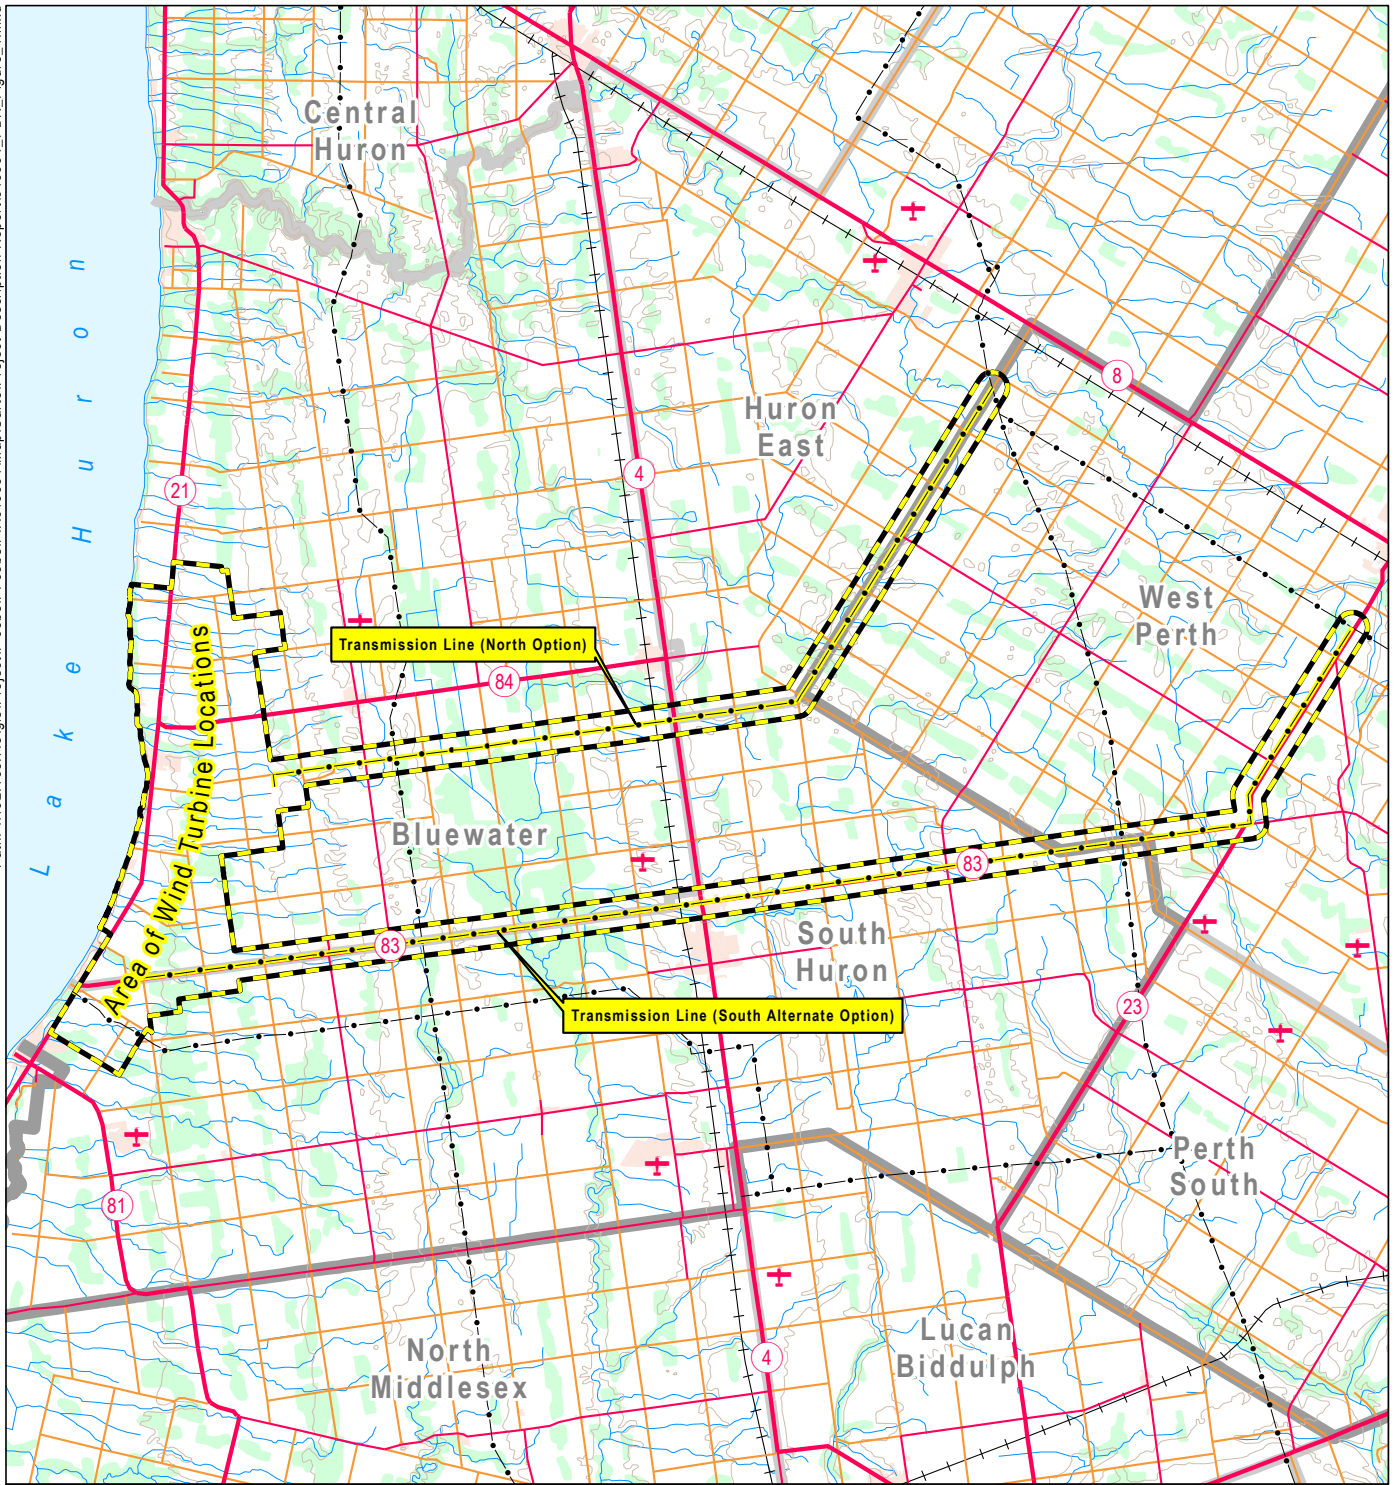 Central
Huron
Lake Huron
8
Huron
East
4
21
West
Perth
Area of Wind Turbine Locations
Transmission Line (North Option)
84
Bluewater
83
83
South
Huron
Transmission Line (South Alternate Option)
23
Perth
South
81
Lucan
Biddulph
North
Middlesex
4